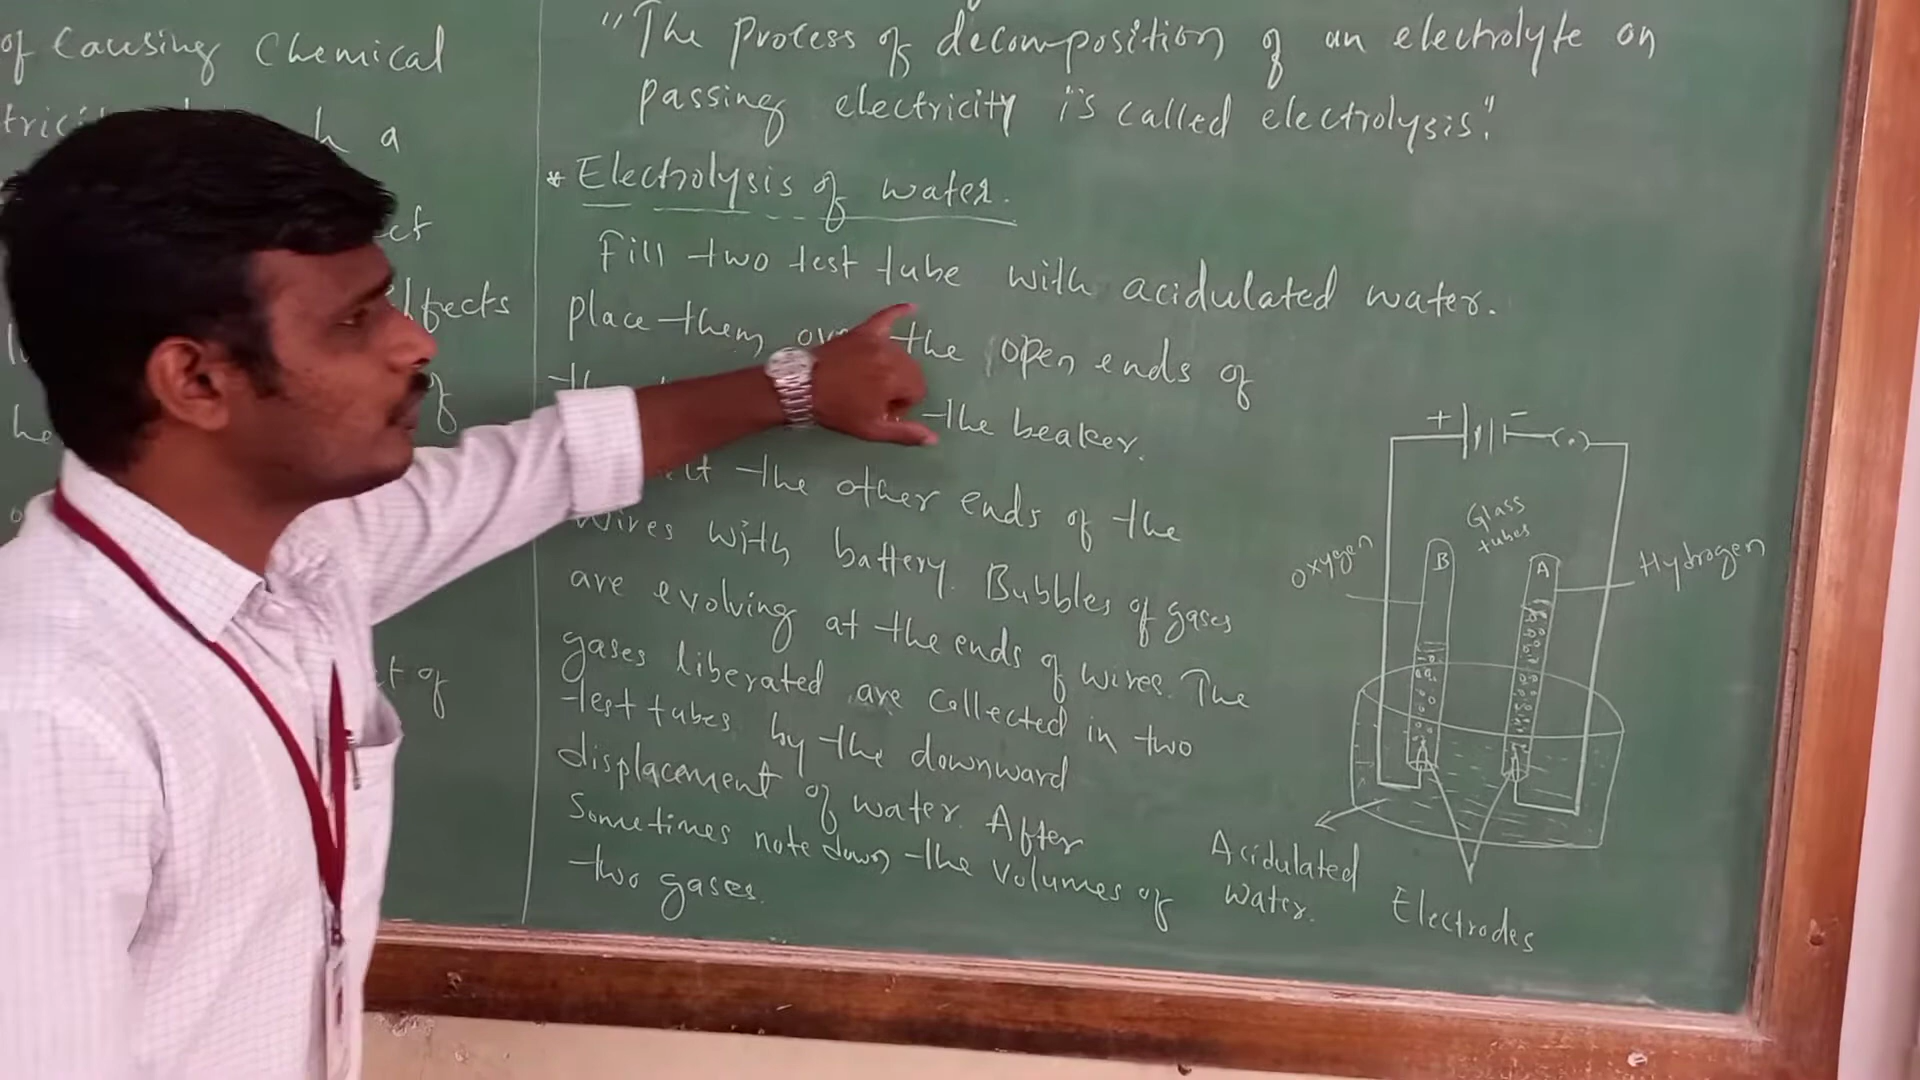 of causing chemical
a
ct
effects
of
t of
"The process of decomposition of an electrolyte on
passing electricity is called electrolysis."
* Electrolysis of water.
Fill two test tube with acidulated water.
place them over the open ends of
the beaker.
the other ends of the
wires with battery. Bubbles of gases
are evolving at the ends of wires. The
gases liberated are collected in two
test tubes by the downward
displacement of water. After
Sometimes note down the volumes of
two gases.
+ -
(.)
Glass
tubes
Oxygen
B
A
Hydrogen
Acidulated
water.
Electrodes